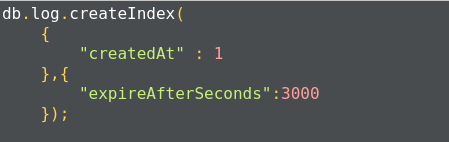 db.log.createIndex(
    {
        "createdAt" : 1
    },{
        "expireAfterSeconds":3000
    });